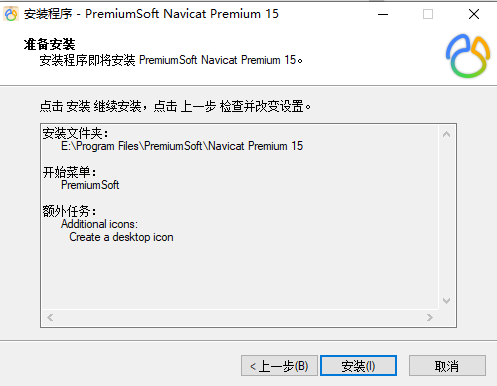 安装程序 - PremiumSoft Navicat Premium 15
准备安装
安装程序即将安装 PremiumSoft Navicat Premium 15。
点击 安装 继续安装，点击 上一步 检查并改变设置。
安装文件夹：
E:\Program Files\PremiumSoft\Navicat Premium 15
开始菜单：
PremiumSoft
额外任务：
Additional icons:
Create a desktop icon
< 上一步(B)
安装(I)
取消